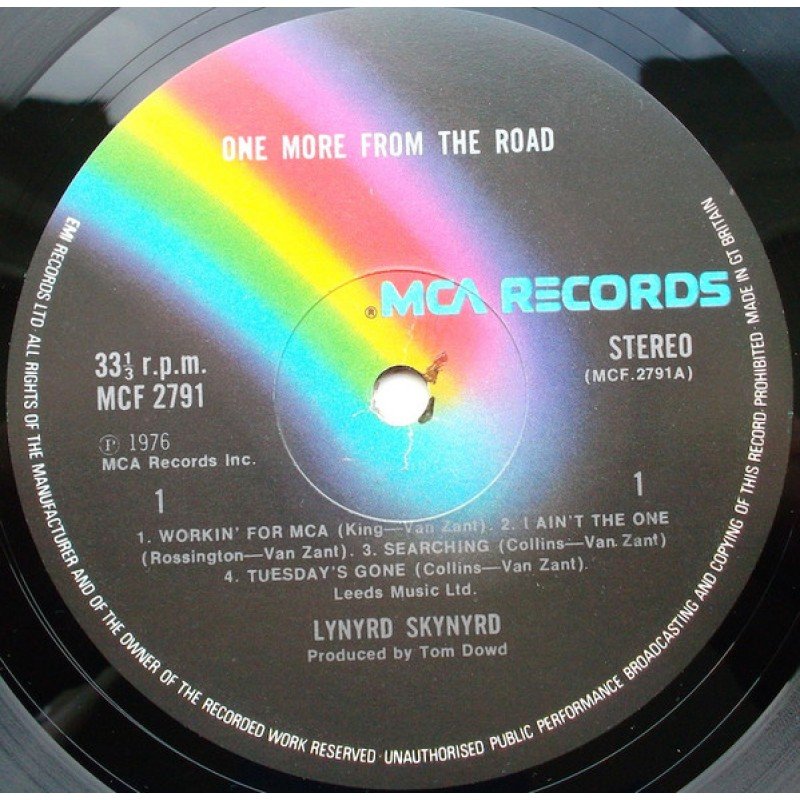 ONE MORE FROM THE ROAD
® MCA RECORDS
33⅓ r.p.m.
MCF 2791
STEREO
(MCF.2791A)
Ⓟ 1976
MCA Records Inc.
1
1
1. WORKIN' FOR MCA (King—Van Zant). 2. I AIN'T THE ONE
(Rossington—Van Zant). 3. SEARCHING (Collins—Van Zant)
4. TUESDAY'S GONE (Collins—Van Zant).
Leeds Music Ltd.
LYNYRD SKYNYRD
Produced by Tom Dowd
EMI RECORDS LTD · ALL RIGHTS OF THE MANUFACTURER AND OF THE OWNER OF THE RECORDED WORK RESERVED · UNAUTHORISED PUBLIC PERFORMANCE BROADCASTING AND COPYING OF THIS RECORD PROHIBITED · MADE IN GT BRITAIN